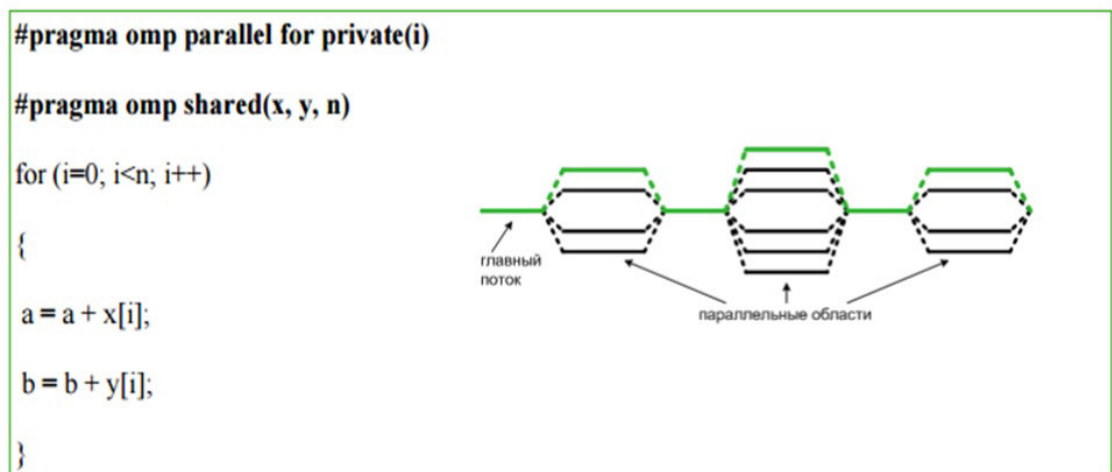 #pragma omp parallel for private(i)
#pragma omp shared(x, y, n)
for (i=0; i<n; i++)
{
a = a + x[i];
b = b + y[i];
}
главный
поток
параллельные области